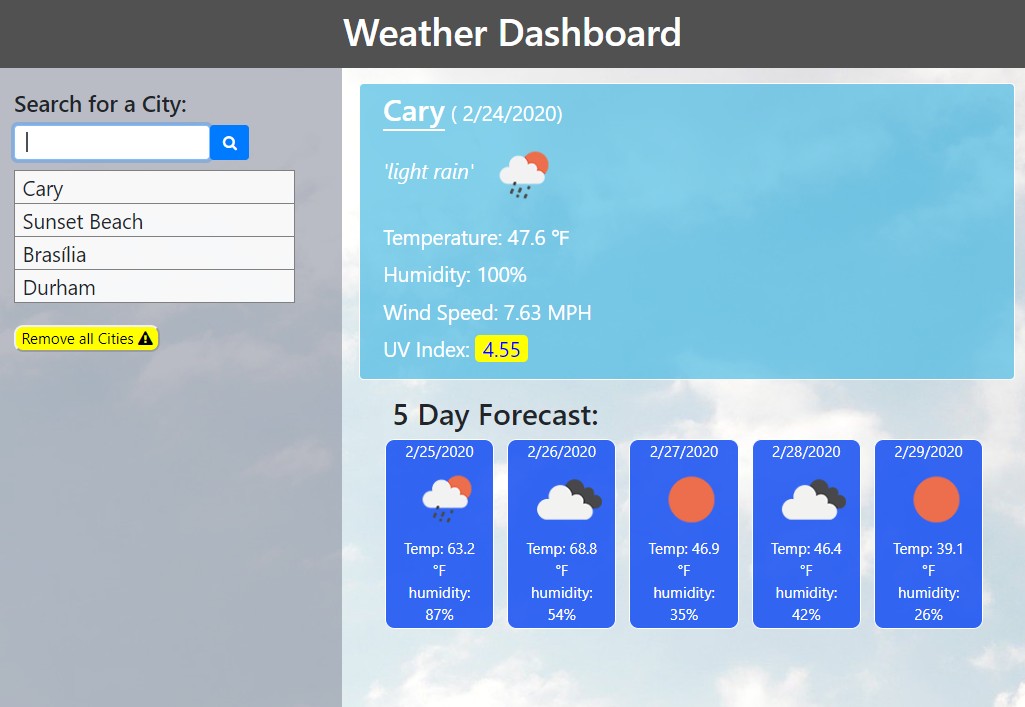 Weather Dashboard
Search for a City:
Cary
Sunset Beach
Brasília
Durham
Remove all Cities
Cary ( 2/24/2020)
'light rain'
Temperature: 47.6 °F
Humidity: 100%
Wind Speed: 7.63 MPH
UV Index: 4.55
5 Day Forecast:
2/25/2020
Temp: 63.2
°F
humidity:
87%
2/26/2020
Temp: 68.8
°F
humidity:
54%
2/27/2020
Temp: 46.9
°F
humidity:
35%
2/28/2020
Temp: 46.4
°F
humidity:
42%
2/29/2020
Temp: 39.1
°F
humidity:
26%